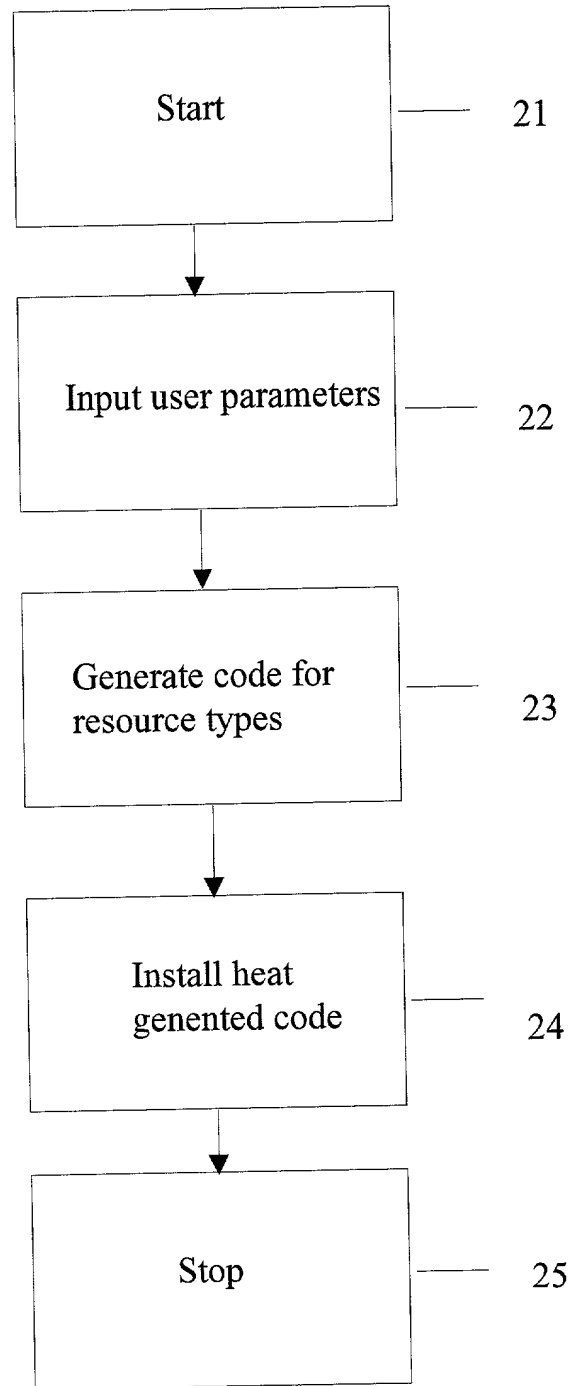 Start
21
Input user parameters
22
Generate code for
resource types
23
Install heat
genented code
24
Stop
25